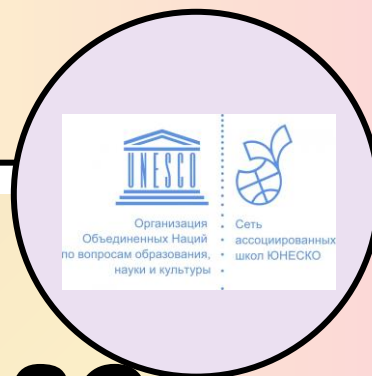 UNESCO
Организация
Объединенных Наций
по вопросам образования,
науки и культуры
Сеть
ассоциированных
школ ЮНЕСКО